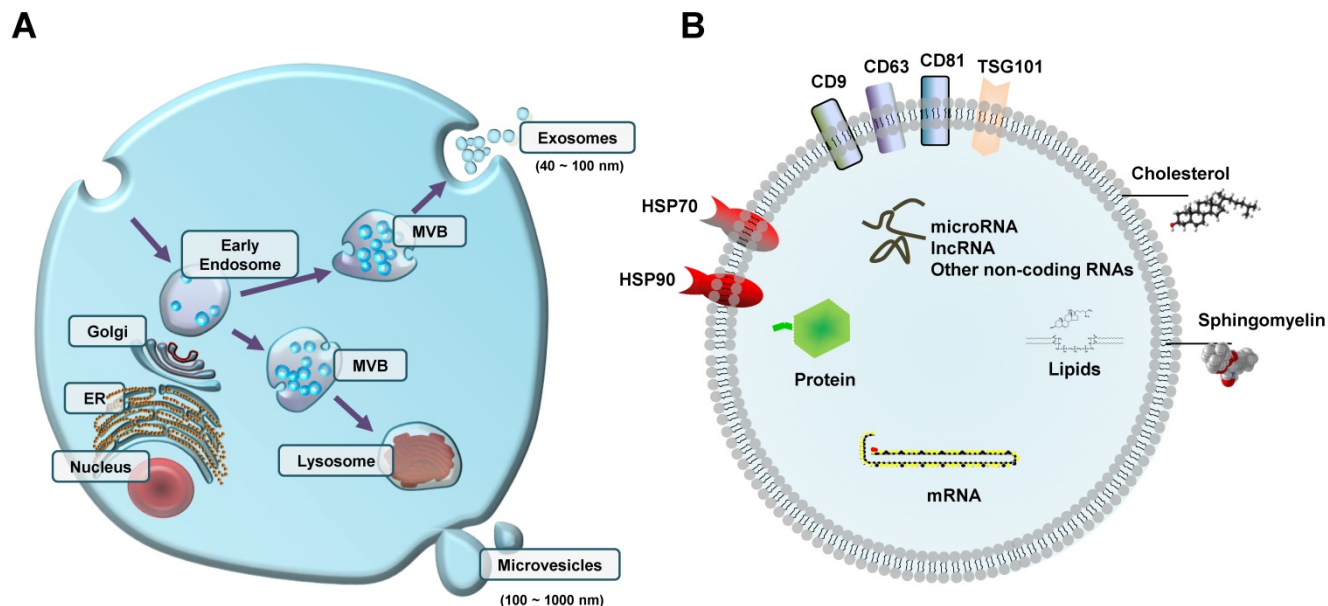 A
Exosomes
(40 ~ 100 nm)
MVB
Early
Endosome
Golgi
MVB
ER
Lysosome
Nucleus
Microvesicles
(100 ~ 1000 nm)
B
CD9
CD63
CD81
TSG101
Cholesterol
HSP70
microRNA
lncRNA
Other non-coding RNAs
HSP90
Sphingomyelin
Protein
Lipids
mRNA